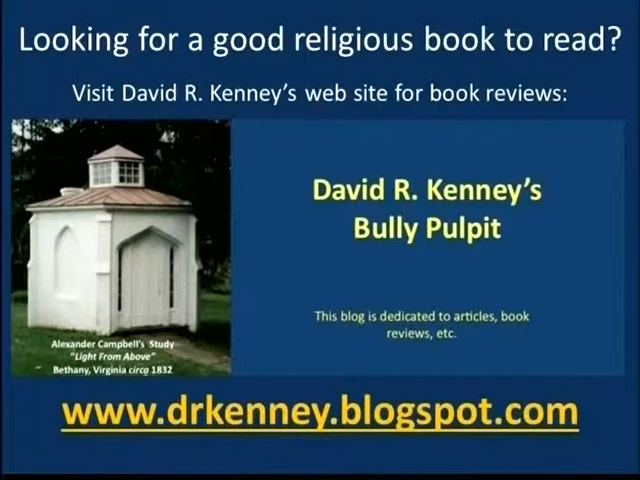 Looking for a good religious book to read?
Visit David R. Kenney's web site for book reviews:
David R. Kenney's
Bully Pulpit
This blog is dedicated to articles, book
reviews, etc.
Alexander Campbell's Study
"Light From Above"
Bethany, Virginia circa 1832
www.drkenney.blogspot.com